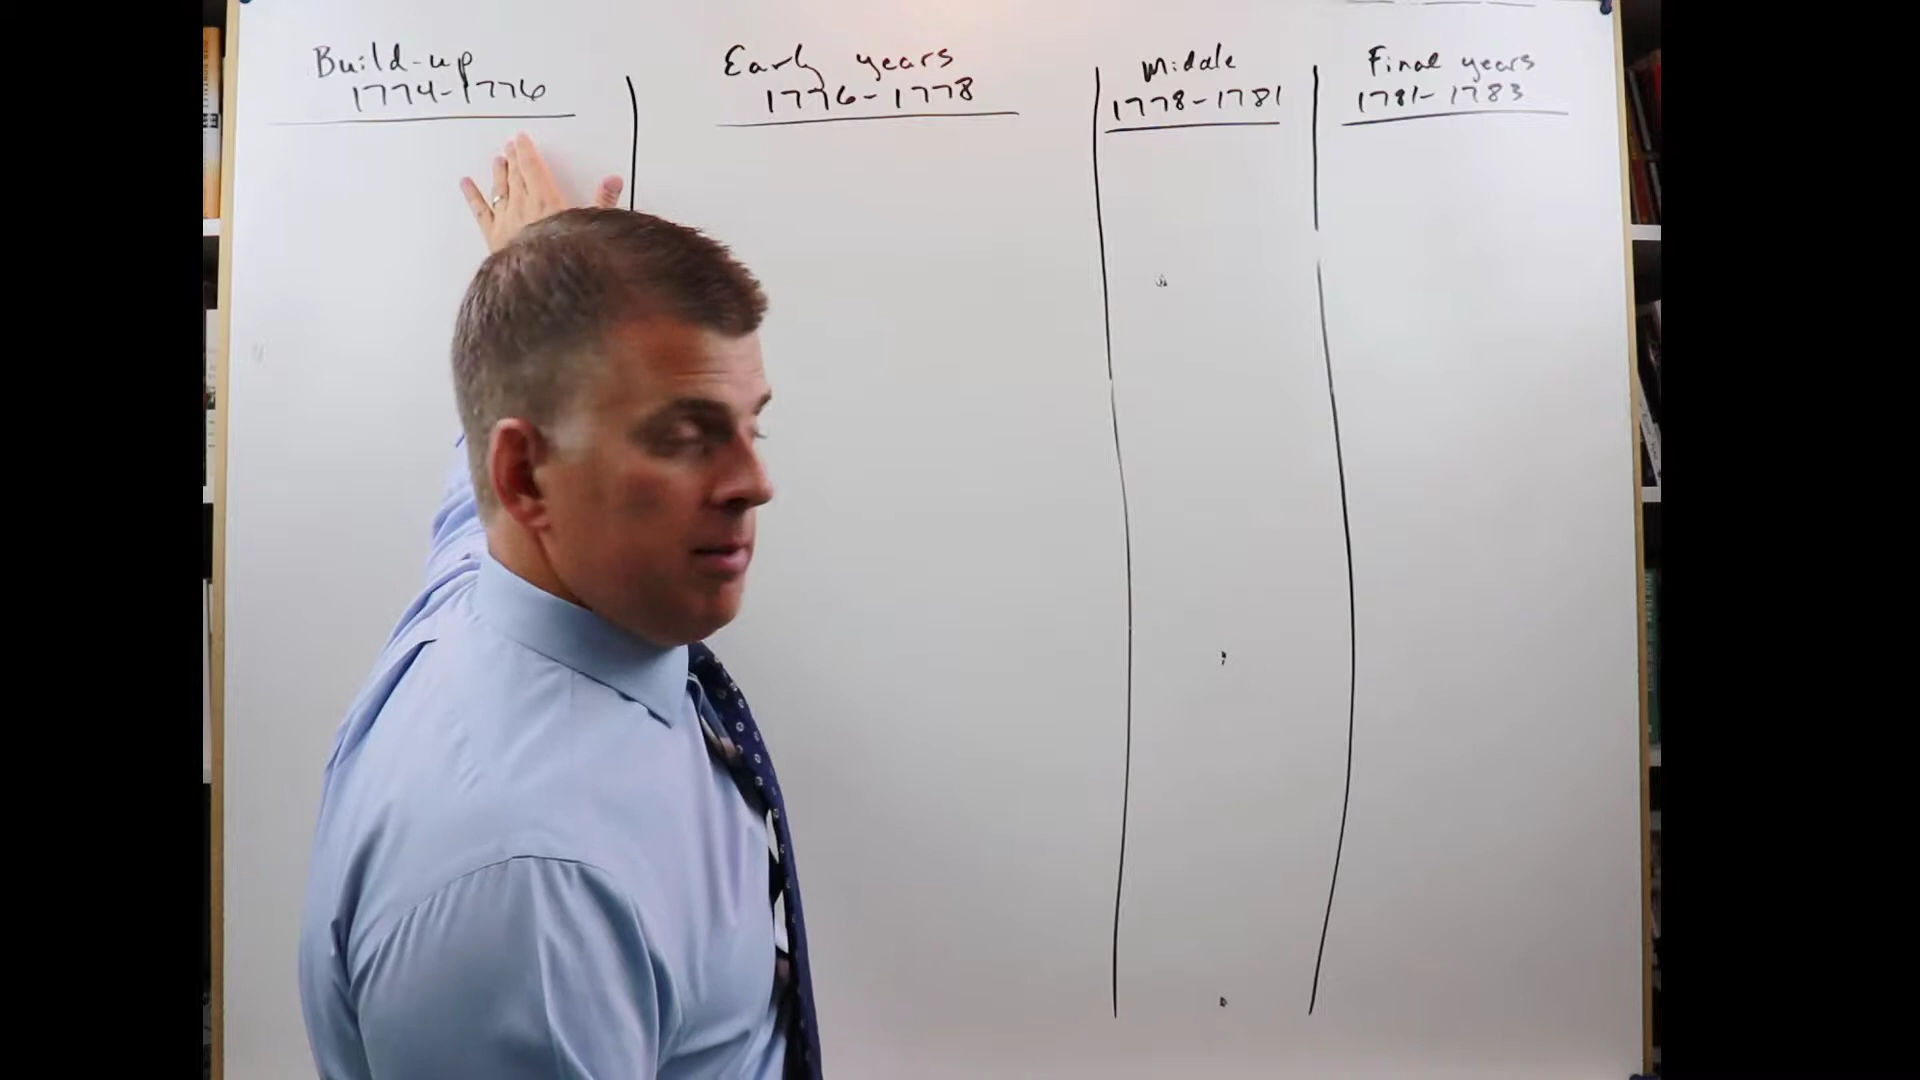 Build-up
1774-1776
Early years
1776-1778
Middle
1778-1781
Final years
1781-1783